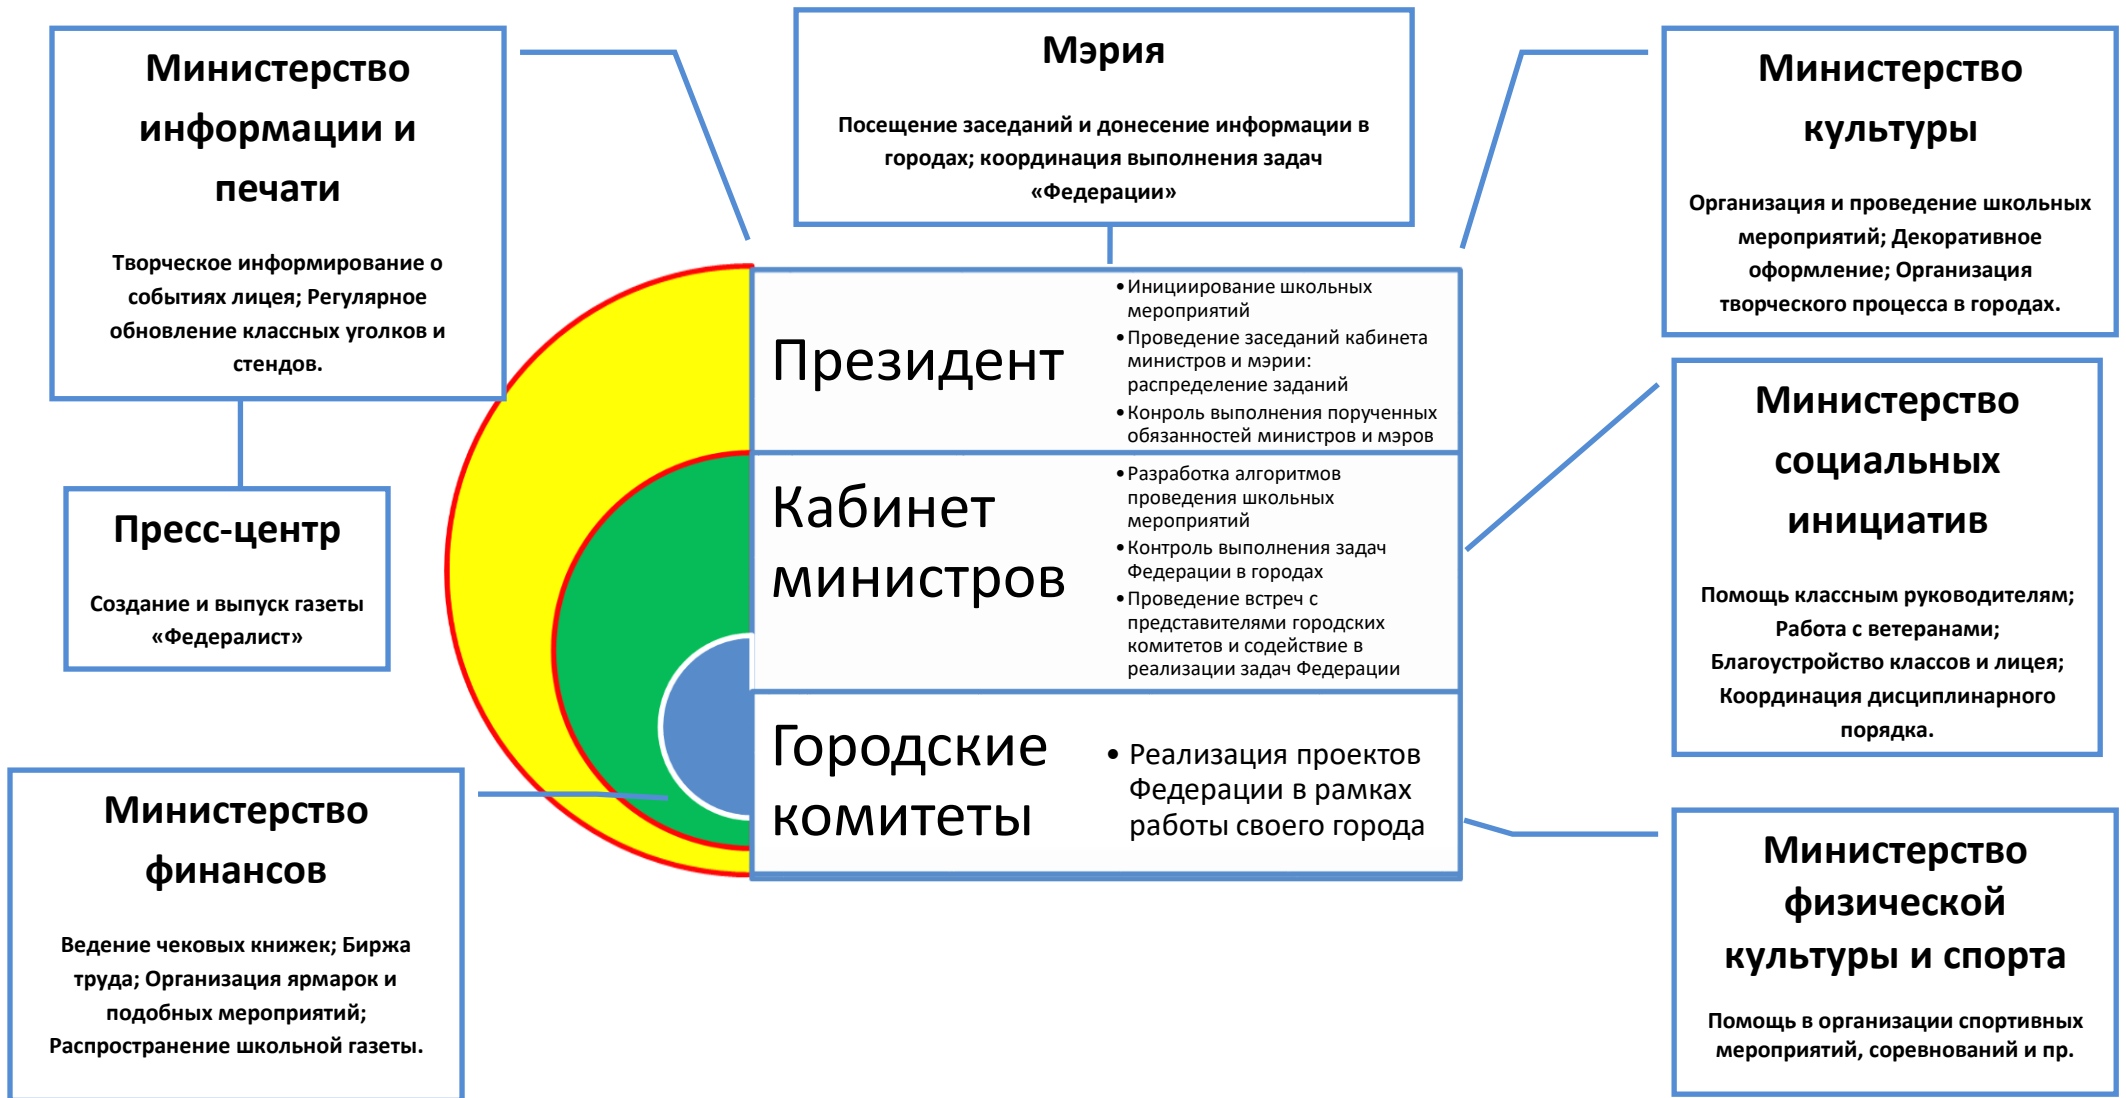 Министерство
информации и
печати
Творческое информирование о
событиях лицея; Регулярное
обновление классных уголков и
стендов.
Мэрия
Посещение заседаний и донесение информации в
городах; координация выполнения задач
«Федерации»
Министерство
культуры
Организация и проведение школьных
мероприятий; Декоративное
оформление; Организация
творческого процесса в городах.
Президент
•Инициирование школьных
мероприятий
•Проведение заседаний кабинета
министров и мэрии:
распределение заданий
•Конроль выполнения порученных
обязанностей министров и мэров
Кабинет
министров
•Разработка алгоритмов
проведения школьных
мероприятий
•Контроль выполнения задач
Федерации в городах
•Проведение встреч с
представителями городских
комитетов и содействие в
реализации задач Федерации
Городские
комитеты
• Реализация проектов
Федерации в рамках
работы своего города
Пресс-центр
Создание и выпуск газеты
«Федералист»
Министерство
социальных
инициатив
Помощь классным руководителям;
Работа с ветеранами;
Благоустройство классов и лицея;
Координация дисциплинарного
порядка.
Министерство
финансов
Ведение чековых книжек; Биржа
труда; Организация ярмарок и
подобных мероприятий;
Распространение школьной газеты.
Министерство
физической
культуры и спорта
Помощь в организации спортивных
мероприятий, соревнований и пр.